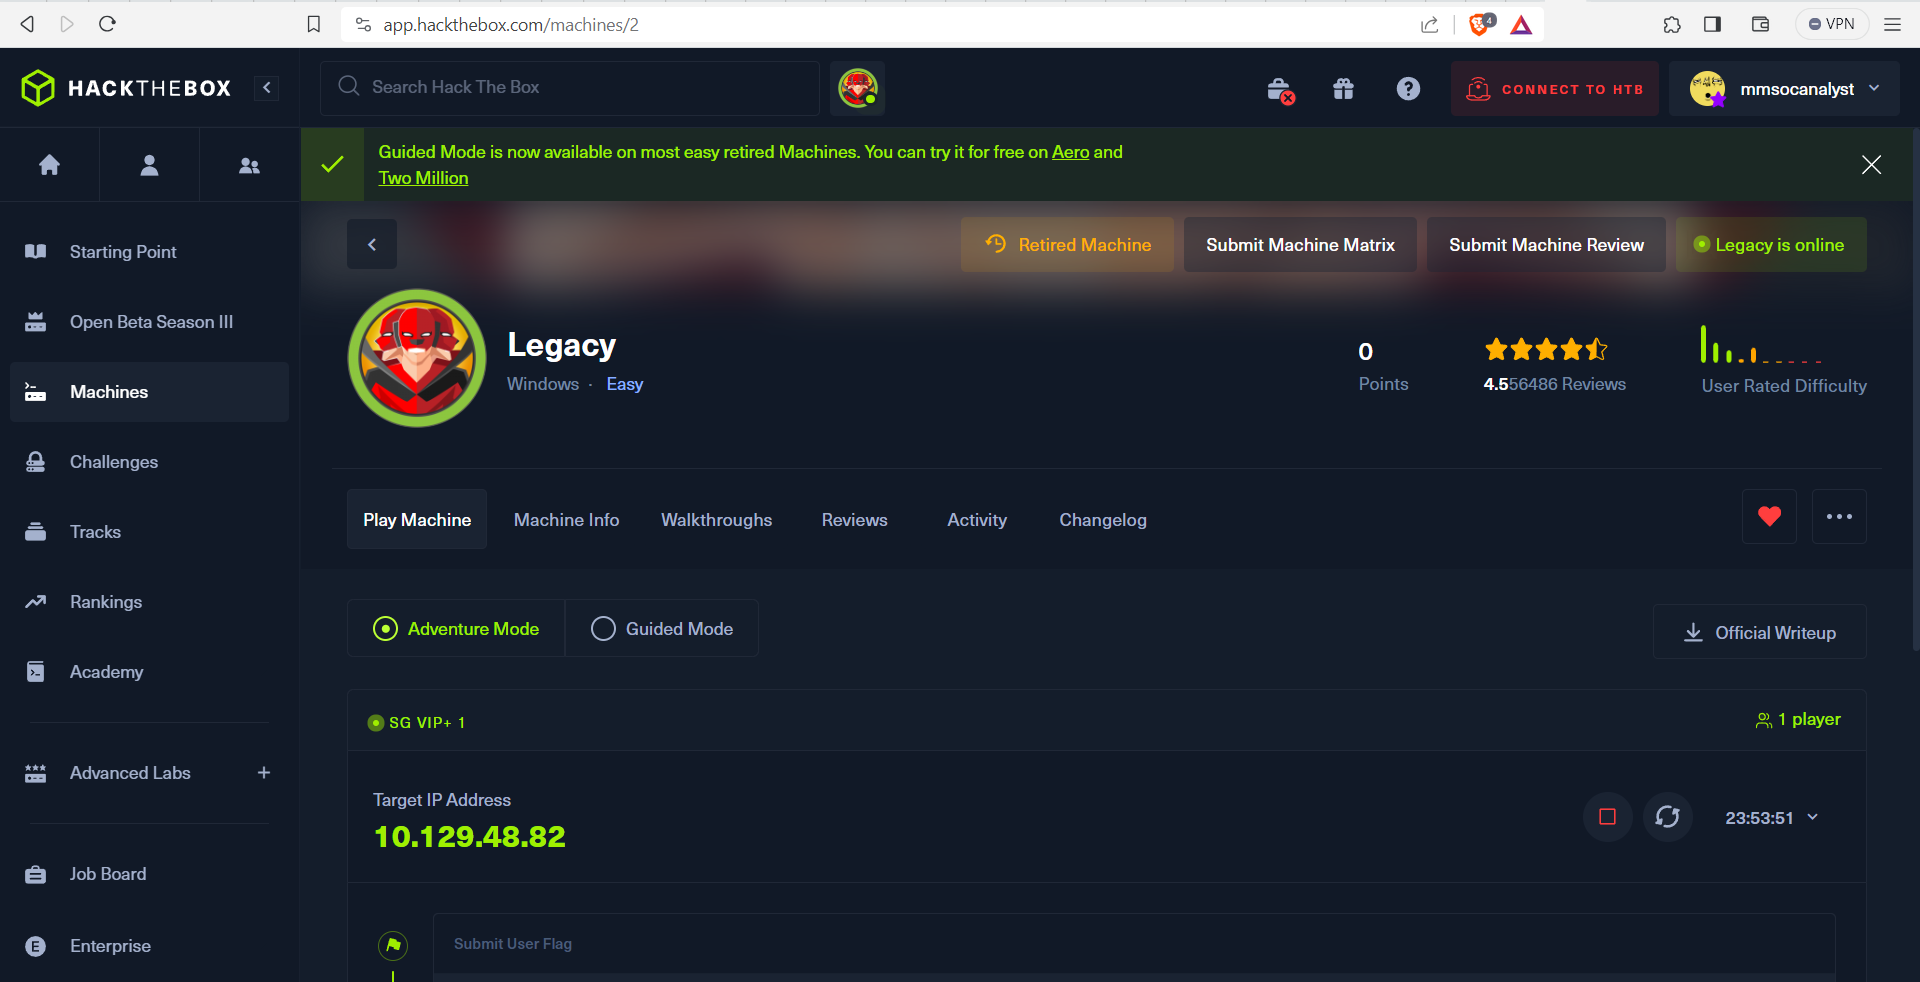 app.hackthebox.com/machines/2
4
VPN
HACKTHEBOX
Search Hack The Box
CONNECT TO HTB
mmsocanalyst
Guided Mode is now available on most easy retired Machines. You can try it for free on Aero and
Two Million
Starting Point
Open Beta Season III
Machines
Challenges
Tracks
Rankings
Academy
Advanced Labs
Job Board
E
Enterprise
Retired Machine
Submit Machine Matrix
Submit Machine Review
Legacy is online
Legacy
Windows · Easy
0
Points
4.556486 Reviews
User Rated Difficulty
Play Machine
Machine Info
Walkthroughs
Reviews
Activity
Changelog
Adventure Mode
Guided Mode
Official Writeup
SG VIP+ 1
1 player
Target IP Address
10.129.48.82
23:53:51
Submit User Flag